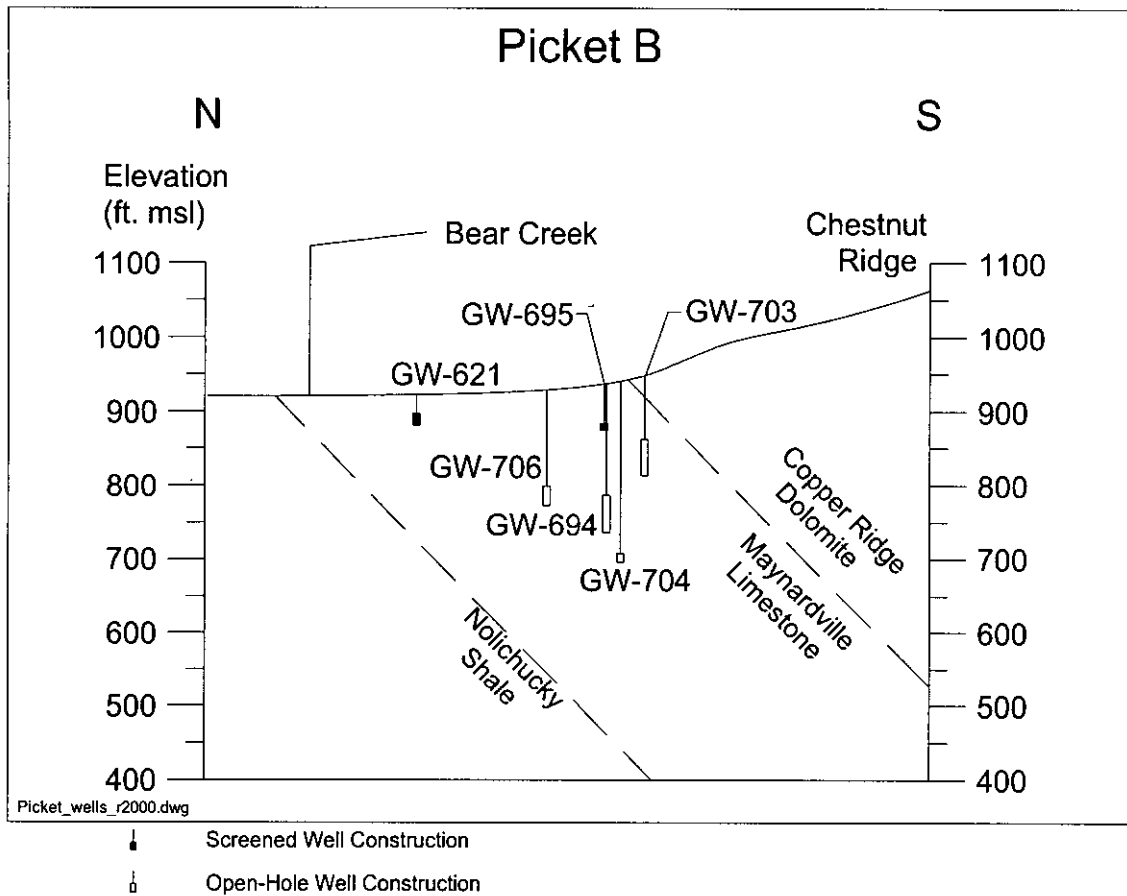 Picket B
N
S
Elevation
(ft. msl)
Bear Creek
Chestnut
Ridge
1100
1000
900
800
700
600
500
400
1100
1000
900
800
700
600
500
400
GW-695
GW-703
GW-621
GW-706
GW-694
GW-704
Copper Ridge
Dolomite
Maynardville
Limestone
Nolichucky
Shale
Picket_wells_r2000.dwg
Screened Well Construction
Open-Hole Well Construction